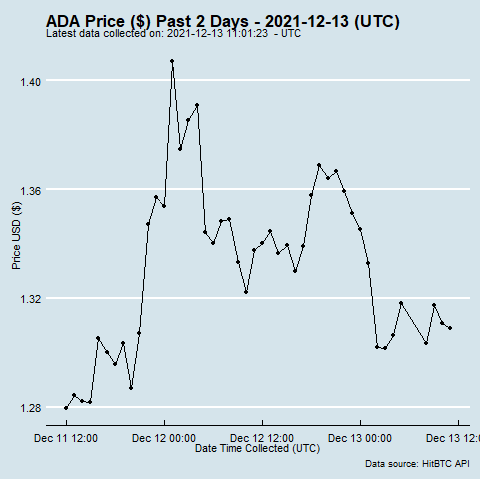 ADA Price ($) Past 2 Days - 2021-12-13 (UTC)
Latest data collected on: 2021-12-13 11:01:23 - UTC
1.40
1.36
1.32
1.28
Price USD ($)
Dec 11 12:00 Dec 12 00:00 Dec 12 12:00 Dec 13 00:00 Dec 13 12:0
Date Time Collected (UTC)
Data source: HitBTC API